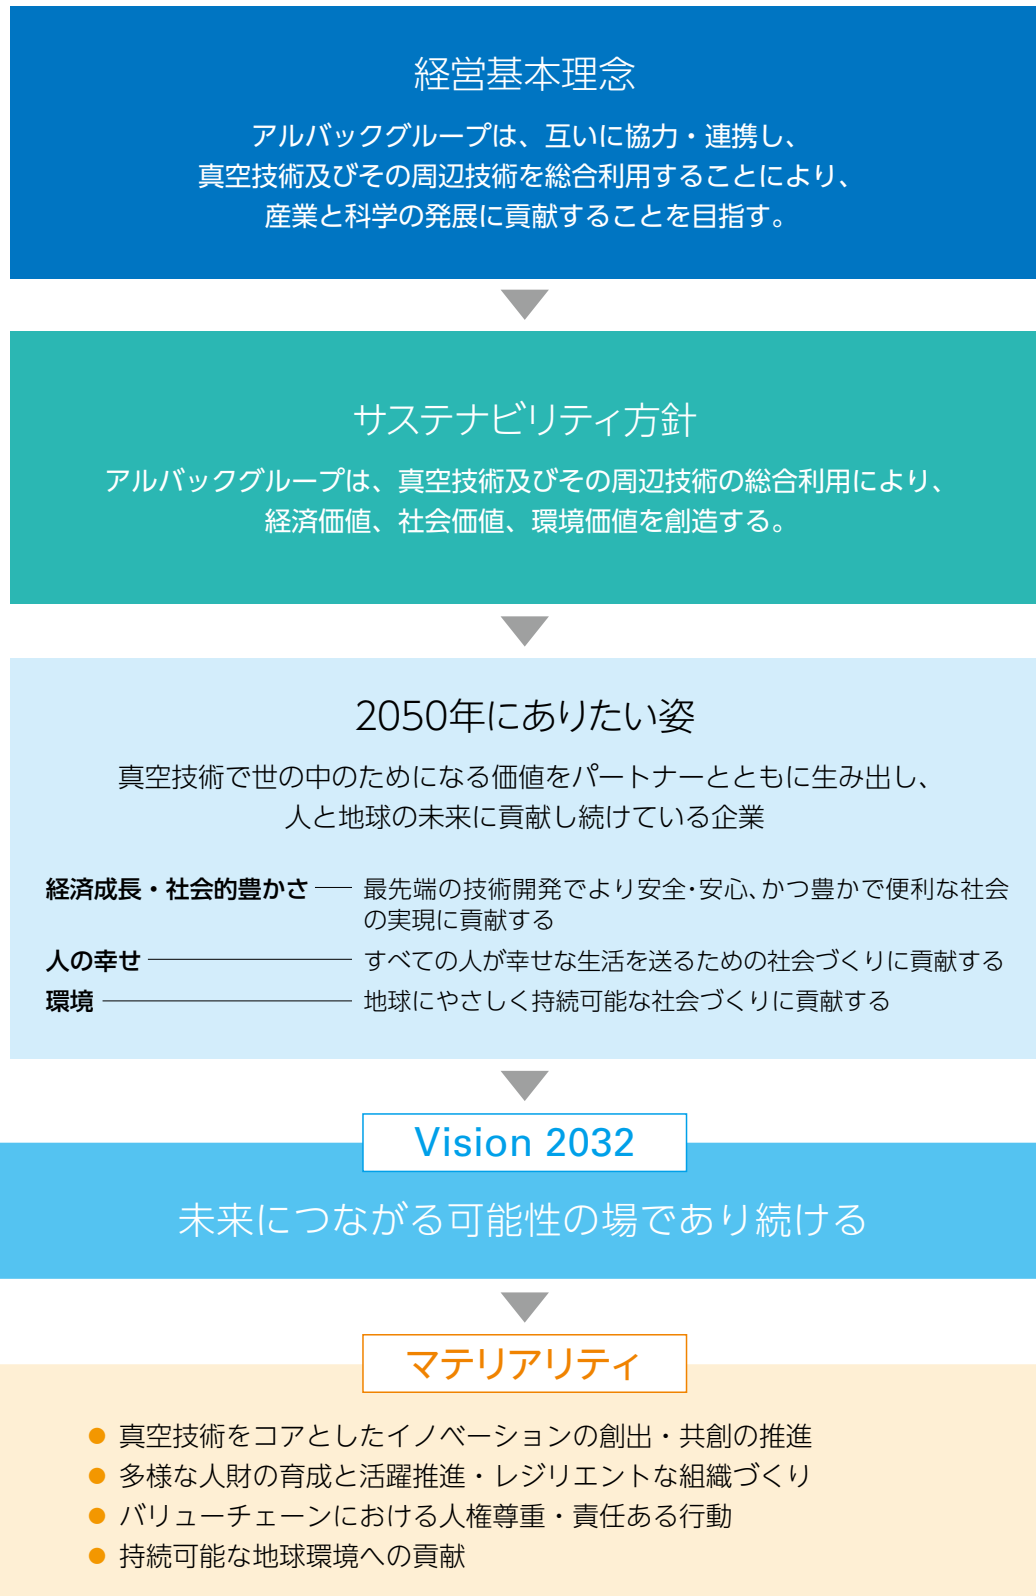 経営基本理念
アルバックグループは、互いに協力・連携し、
真空技術及びその周辺技術を総合利用することにより、
産業と科学の発展に貢献することを目指す。
サステナビリティ方針
アルバックグループは、真空技術及びその周辺技術の総合利用により、
経済価値、社会価値、環境価値を創造する。
2050年にありたい姿
真空技術で世の中のためになる価値をパートナーとともに生み出し、
人と地球の未来に貢献し続けている企業
経済成長・社会的豊かさ 最先端の技術開発でより安全・安心、かつ豊かで便利な社会
の実現に貢献する
人の幸せ すべての人が幸せな生活を送るための社会づくりに貢献する
環境 地球にやさしく持続可能な社会づくりに貢献する
Vision 2032
未来につながる可能性の場であり続ける
マテリアリティ
● 真空技術をコアとしたイノベーションの創出・共創の推進
● 多様な人財の育成と活躍推進・レジリエントな組織づくり
● バリューチェーンにおける人権尊重・責任ある行動
● 持続可能な地球環境への貢献